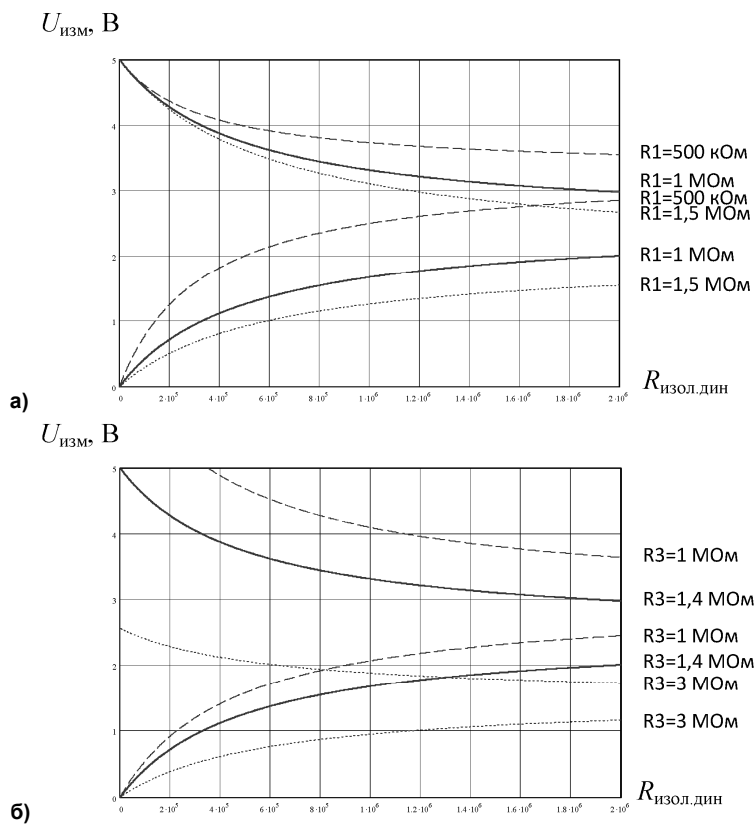 Uизм, В
5
4
3
2
1
0
R1=500 кОм
R1=1 МОм
R1=500 кОм
R1=1,5 МОм
R1=1 МОм
R1=1,5 МОм
0 2·10⁵ 4·10⁵ 6·10⁵ 8·10⁵ 1·10⁶ 1.2·10⁶ 1.4·10⁶ 1.6·10⁶ 1.8·10⁶ 2·10⁶
Rизол.дин
а)
Uизм, В
5
4
3
2
1
0
R3=1 МОм
R3=1,4 МОм
R3=1 МОм
R3=1,4 МОм
R3=3 МОм
R3=3 МОм
0 2·10⁵ 4·10⁵ 6·10⁵ 8·10⁵ 1·10⁶ 1.2·10⁶ 1.4·10⁶ 1.6·10⁶ 1.8·10⁶ 2·10⁶
Rизол.дин
б)